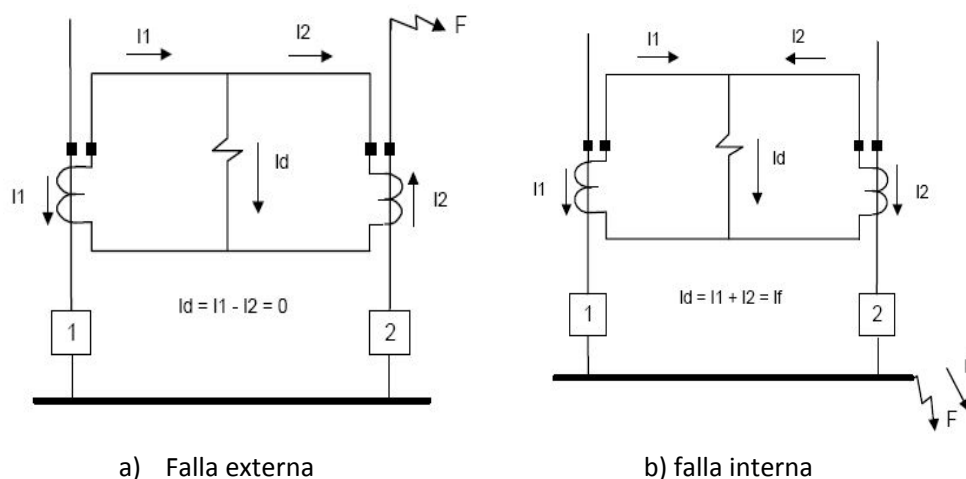 I1
I2
F
I1
Id
I2
Id = I1 - I2 = 0
1
2
a) Falla externa
I1
I2
I1
Id
I2
Id = I1 + I2 = If
1
2
F
b) falla interna